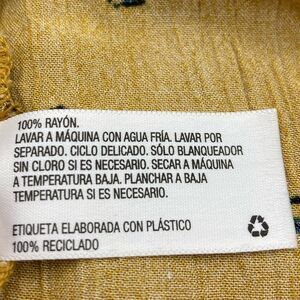 100% RAYÓN.
LAVAR A MÁQUINA CON AGUA FRÍA. LAVAR POR
SEPARADO. CICLO DELICADO. SÓLO BLANQUEADOR
SIN CLORO SI ES NECESARIO. SECAR A MÁQUINA
A TEMPERATURA BAJA. PLANCHAR A BAJA
TEMPERATURA SI ES NECESARIO.
ETIQUETA ELABORADA CON PLÁSTICO
100% RECICLADO